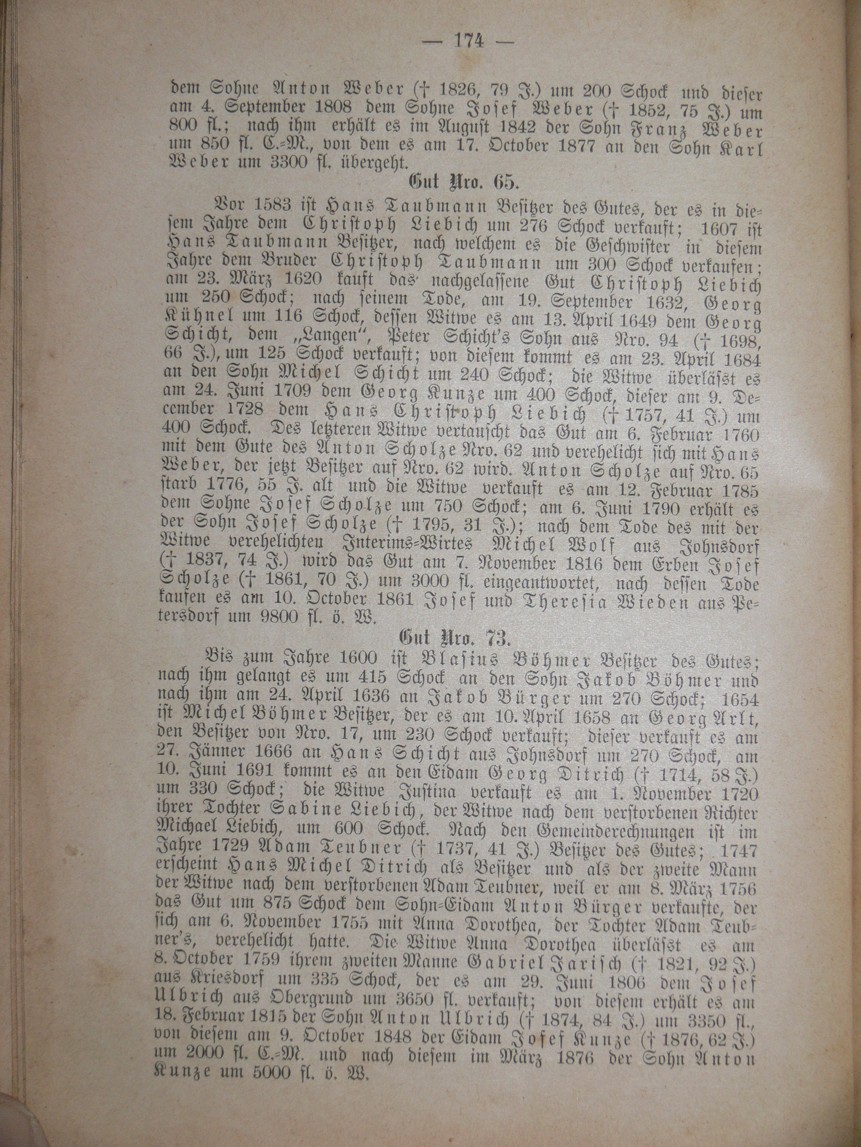 — 174 —
dem Sohne Anton Weber († 1826, 79 J.) um 200 Schock und dieser
am 4. September 1808 dem Sohne Josef Weber († 1852, 75 J.) um
800 fl.; nach ihm erhält es im August 1842 der Sohn Franz Weber
um 850 fl. C.=M., von dem es am 17. October 1877 an den Sohn Karl
Weber um 3300 fl. übergeht.
Gut Nro. 65.
Vor 1583 ist Hans Taubmann Besitzer des Gutes, der es in die=
sem Jahre dem Christoph Liebich um 276 Schock verkauft; 1607 ist
Hans Taubmann Besitzer, nach welchem es die Geschwister in diesem
Jahre dem Bruder Christoph Taubmann um 300 Schock verkaufen;
am 23. März 1620 kauft das nachgelassene Gut Christoph Liebich
um 250 Schock; nach seinem Tode, am 19. September 1632, Georg
Kühnel um 116 Schock, dessen Witwe es am 13. April 1649 dem Georg
Schicht, dem „Langen“, Peter Schicht's Sohn aus Nro. 94 († 1698,
66 J.), um 125 Schock verkauft; von diesem kommt es am 23. April 1684
an den Sohn Michel Schicht um 240 Schock; die Witwe überläſst es
am 24. Juni 1709 dem Georg Kunze um 400 Schock, dieser am 9. De=
cember 1728 dem Hans Christoph Liebich († 1757, 41 J.) um
400 Schock. Des letzteren Witwe vertauscht das Gut am 6. Februar 1760
mit dem Gute des Anton Scholze Nro. 62 und verehelicht sich mit Hans
Weber, der jetzt Besitzer auf Nro. 62 wird. Anton Scholze auf Nro. 65
starb 1776, 55 J. alt und die Witwe verkauft es am 12. Februar 1785
dem Sohne Josef Scholze um 750 Schock; am 6. Juni 1790 erhält es
der Sohn Josef Scholze († 1795, 31 J.); nach dem Tode des mit der
Witwe verehelichten Interims=Wirtes Michel Wolf aus Johnsdorf
(† 1837, 74 J.) wird das Gut am 7. November 1816 dem Erben Josef
Scholze († 1861, 70 J.) um 3000 fl. eingeantwortet, nach dessen Tode
kaufen es am 10. October 1861 Josef und Theresia Wieden aus Pe=
tersdorf um 9800 fl. ö. W.
Gut Nro. 73.
Bis zum Jahre 1600 ist Blasius Böhmer Besitzer des Gutes;
nach ihm gelangt es um 415 Schock an den Sohn Jakob Böhmer und
nach ihm am 24. April 1636 an Jakob Bürger um 270 Schock; 1654
ist Michel Böhmer Besitzer, der es am 10. April 1658 an Georg Arlt,
den Besitzer von Nro. 17, um 230 Schock verkauft; dieser verkauft es am
27. Jänner 1666 an Hans Schicht aus Johnsdorf um 270 Schock, am
10. Juni 1691 kommt es an den Eidam Georg Ditrich († 1714, 58 J.)
um 330 Schock; die Witwe Justina verkauft es am 1. November 1720
ihrer Tochter Sabine Liebich, der Witwe nach dem verstorbenen Richter
Michael Liebich, um 600 Schock. Nach den Gemeinderechnungen ist im
Jahre 1729 Adam Teubner († 1737, 41 J.) Besitzer des Gutes; 1747
erscheint Hans Michel Ditrich als Besitzer und als der zweite Mann
der Witwe nach dem verstorbenen Adam Teubner, weil er am 8. März 1756
das Gut um 875 Schock dem Sohn=Eidam Anton Bürger verkaufte, der
sich am 6. November 1755 mit Anna Dorothea, der Tochter Adam Teub=
ner's, verehelicht hatte. Die Witwe Anna Dorothea überläſst es am
8. October 1759 ihrem zweiten Manne Gabriel Jarisch († 1821, 92 J.)
aus Kriesdorf um 335 Schock, der es am 29. Juni 1806 dem Josef
Ulbrich aus Obergrund um 3650 fl. verkauft; von diesem erhält es am
18. Februar 1815 der Sohn Anton Ulbrich († 1874, 84 J.) um 3350 fl.,
von diesem am 9. October 1848 der Eidam Josef Kunze († 1876, 62 J.)
um 2000 fl. C.=M. und nach diesem im März 1876 der Sohn Anton
Kunze um 5000 fl. ö. W.